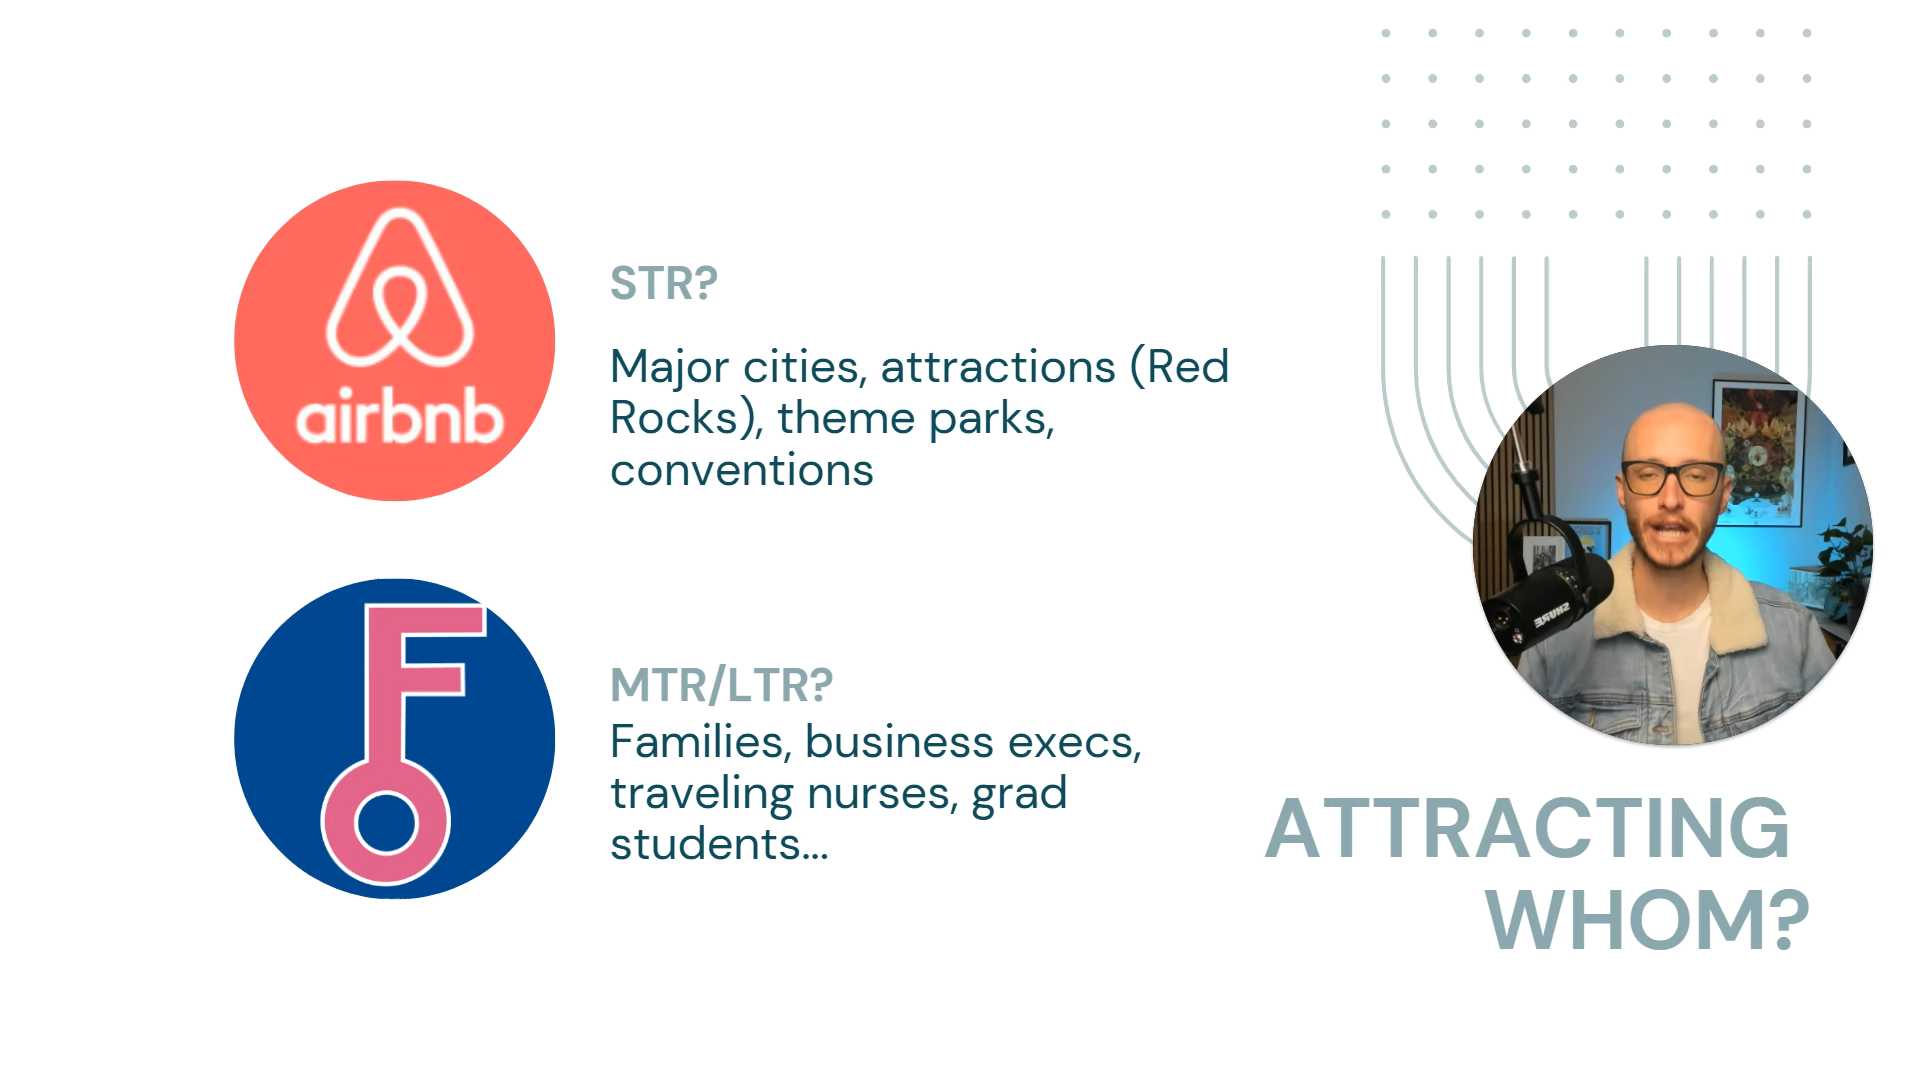 airbnb
STR?
Major cities, attractions (Red
Rocks), theme parks,
conventions
F
MTR/LTR?
Families, business execs,
traveling nurses, grad
students...
SHURE
ATTRACTING
WHOM?